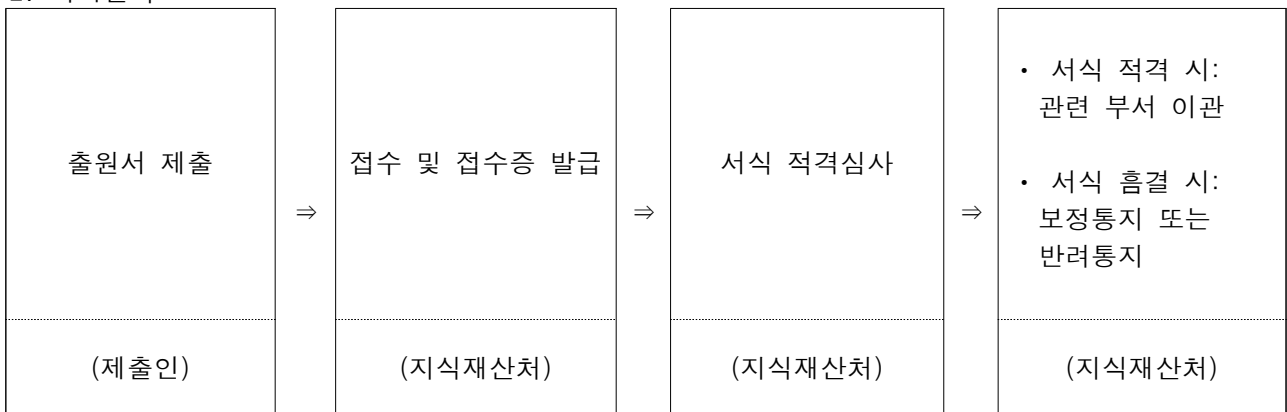 출원서 제출
(제출인)
⇒
접수 및 접수증 발급
(지식재산처)
⇒
서식 적격심사
(지식재산처)
⇒
• 서식 적격 시:
관련 부서 이관
• 서식 흠결 시:
보정통지 또는
반려통지
(지식재산처)